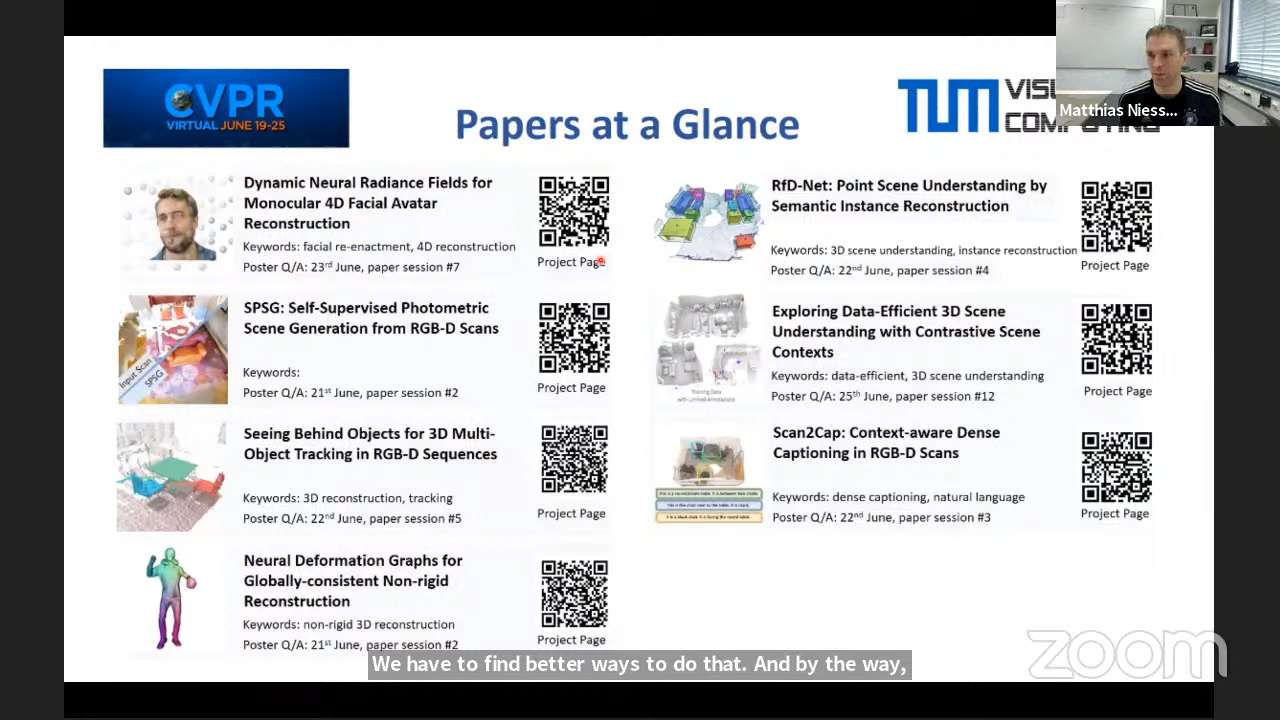 CVPR
VIRTUAL JUNE 19-25
Papers at a Glance
TUM
Matthias Niess...
Dynamic Neural Radiance Fields for
Monocular 4D Facial Avatar
Reconstruction
Keywords: facial re-enactment, 4D reconstruction
Poster Q/A: 23rd June, paper session #7
Project Page
SPSG: Self-Supervised Photometric
Scene Generation from RGB-D Scans
Keywords:
Poster Q/A: 21st June, paper session #2
Project Page
Input Scan
SPSG
Seeing Behind Objects for 3D Multi-
Object Tracking in RGB-D Sequences
Keywords: 3D reconstruction, tracking
Poster Q/A: 22nd June, paper session #5
Project Page
Neural Deformation Graphs for
Globally-consistent Non-rigid
Reconstruction
Keywords: non-rigid 3D reconstruction
Poster Q/A: 21st June, paper session #2
Project Page
RfD-Net: Point Scene Understanding by
Semantic Instance Reconstruction
Keywords: 3D scene understanding, instance reconstruction
Poster Q/A: 22nd June, paper session #4
Project Page
Exploring Data-Efficient 3D Scene
Understanding with Contrastive Scene
Contexts
Keywords: data-efficient, 3D scene understanding
Poster Q/A: 25th June, paper session #12
Project Page
Training Data
with Limited Annotations
Scan2Cap: Context-aware Dense
Captioning in RGB-D Scans
Keywords: dense captioning, natural language
Poster Q/A: 22nd June, paper session #3
Project Page
We have to find better ways to do that. And by the way,
zoom